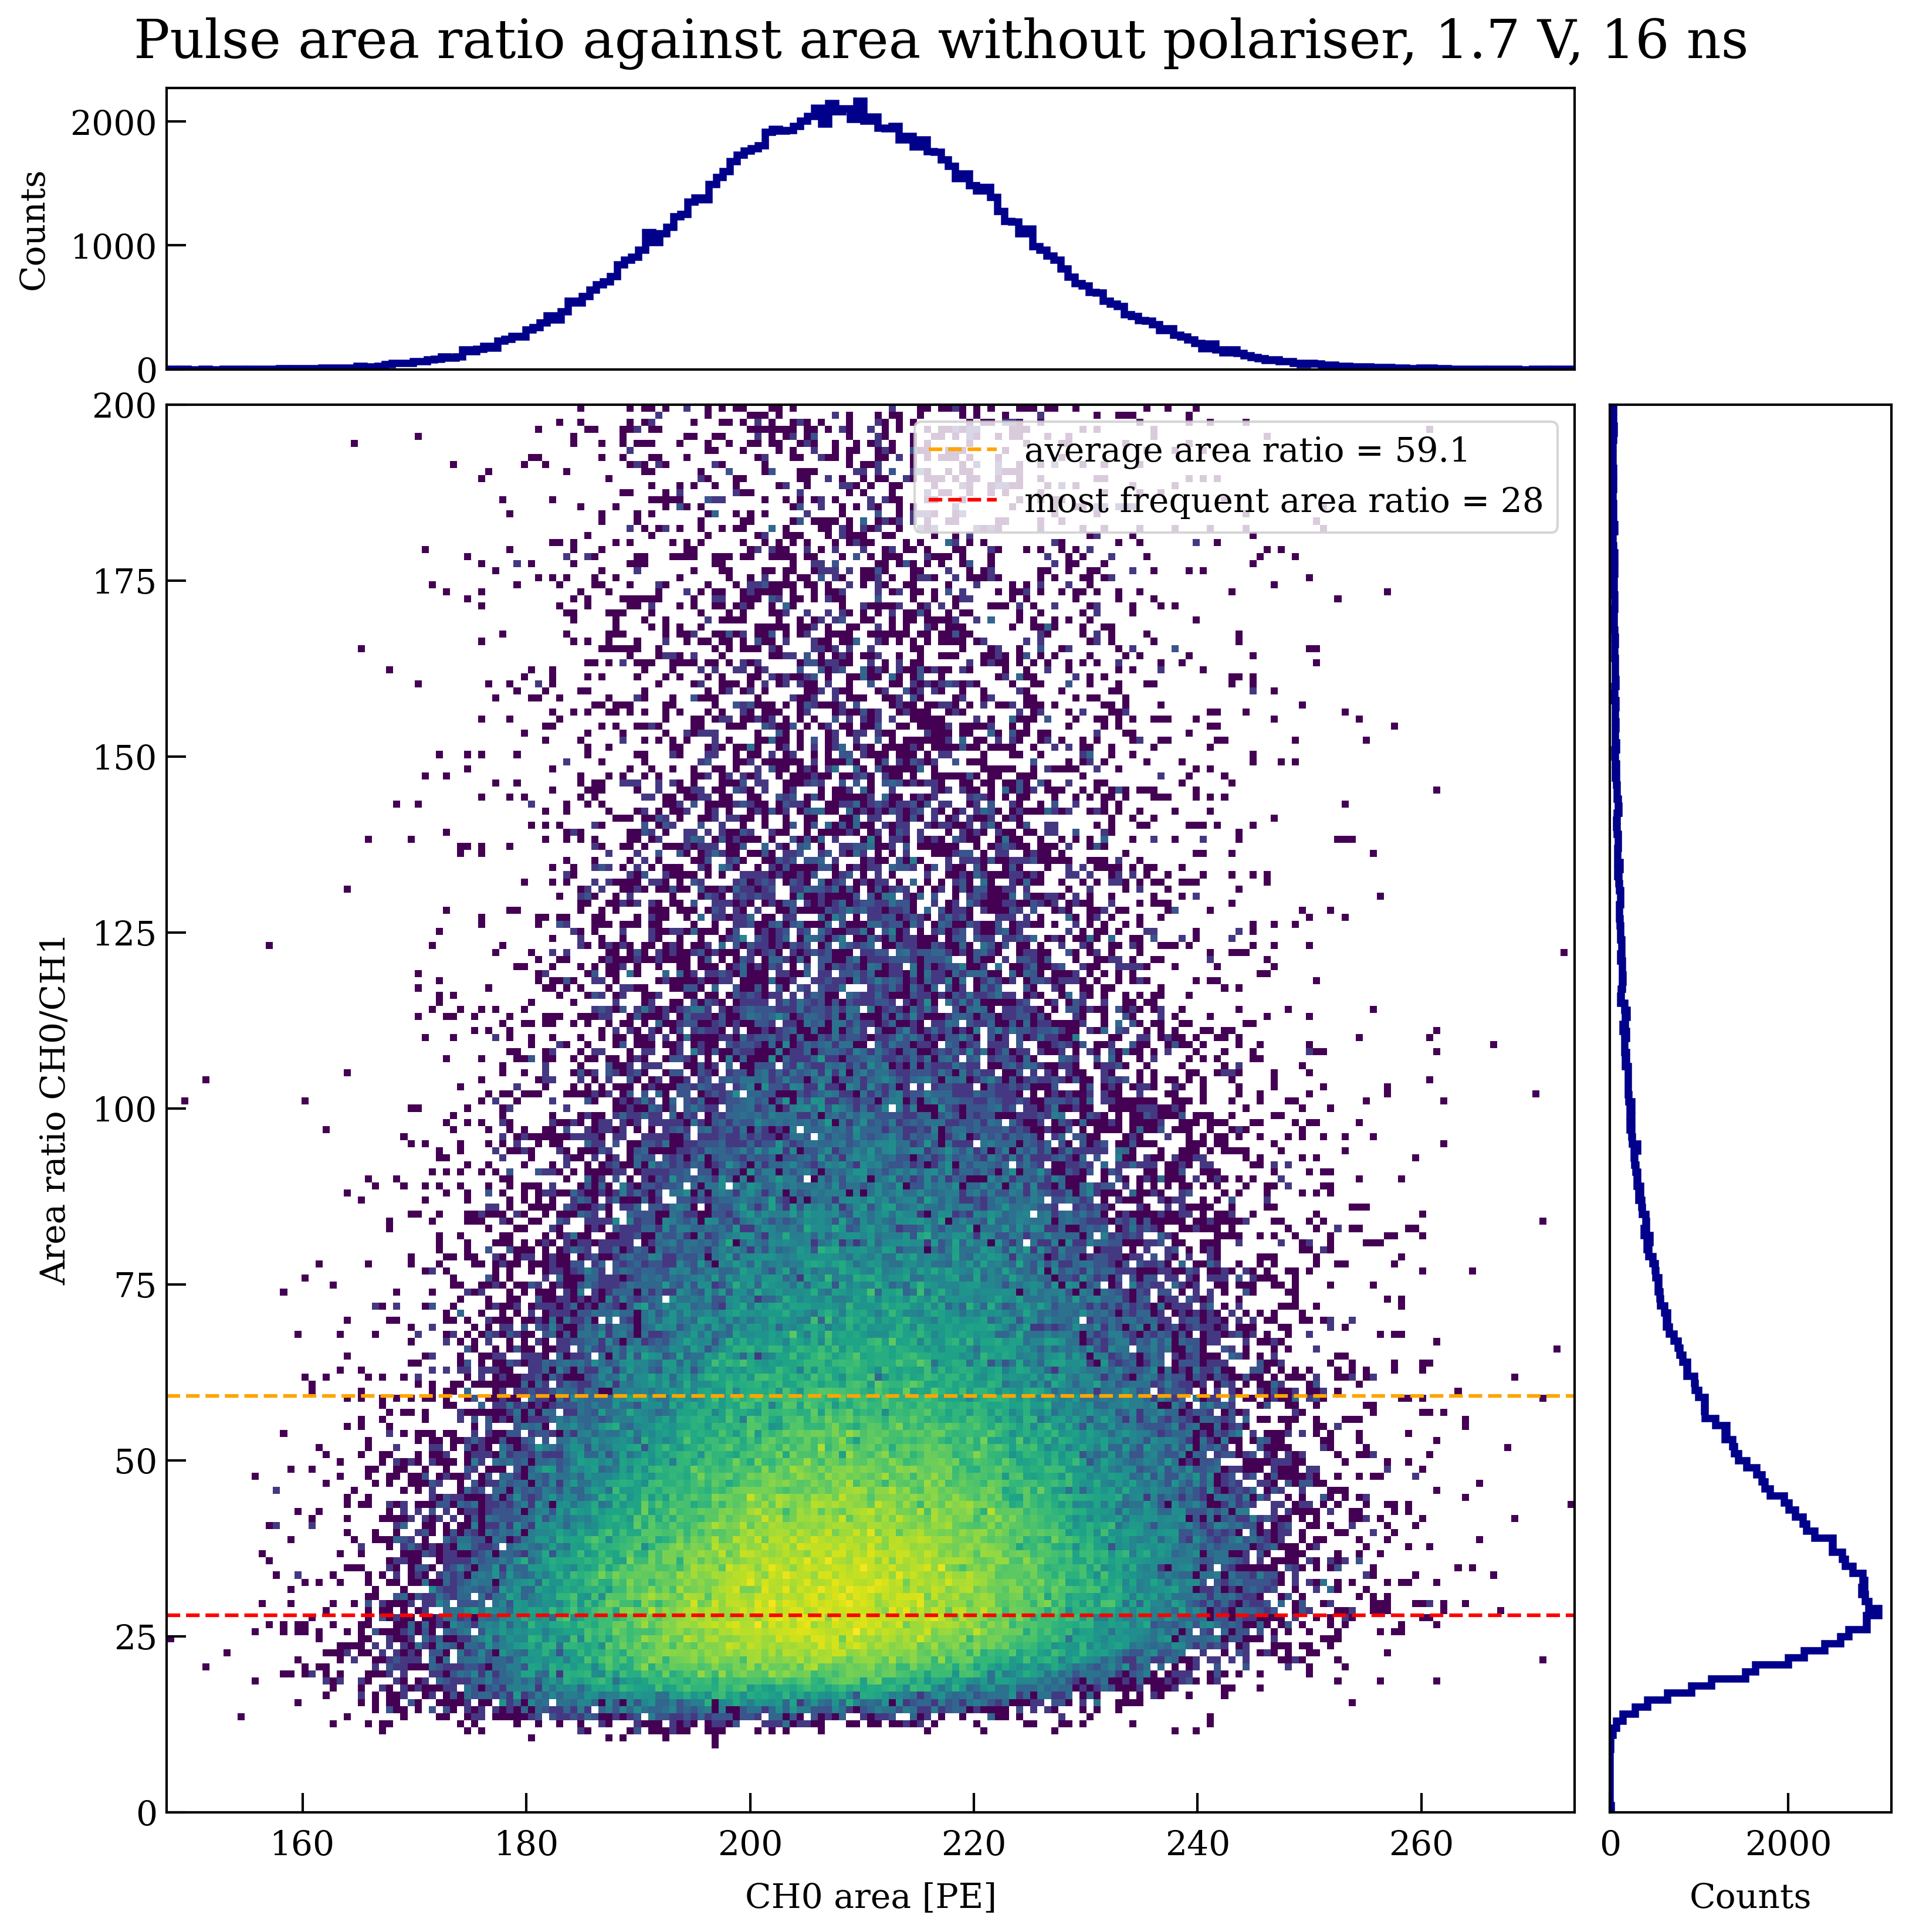 Pulse area ratio against area without polariser, 1.7 V, 16 ns
2000
1000
0
Counts
average area ratio = 59.1
most frequent area ratio = 28
200
175
150
125
100
75
50
25
0
Area ratio CH0/CH1
160 180 200 220 240 260
CH0 area [PE]
0 2000
Counts